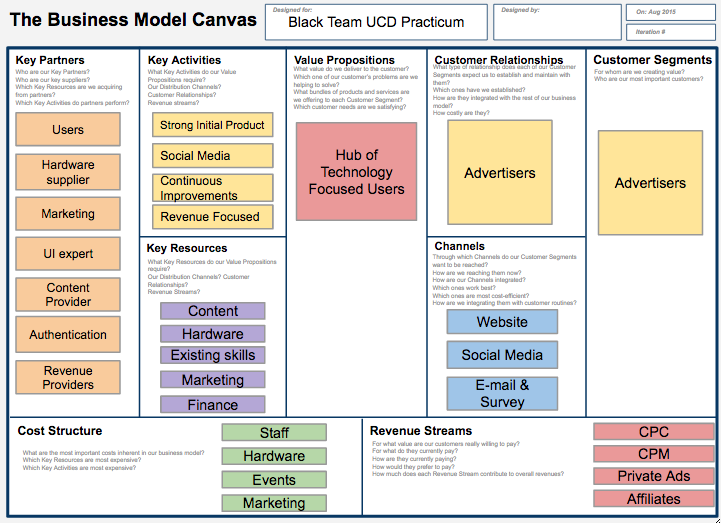 The Business Model Canvas
Designed for:
Black Team UCD Practicum
Designed by:
On: Aug 2015
Iteration #
Key Partners
Who are our Key Partners?
Who are our key suppliers?
Which Key Resources are we acquiring
from partners?
Which Key Activities do partners perform?
Users
Hardware
supplier
Marketing
UI expert
Content
Provider
Authentication
Revenue
Providers
Key Activities
What Key Activities do our Value
Propositions require?
Our Distribution Channels?
Customer Relationships?
Revenue streams?
Strong Initial Product
Social Media
Continuous
Improvements
Revenue Focused
Key Resources
What Key Resources do our Value Propositions
require?
Our Distribution Channels? Customer
Relationships?
Revenue Streams?
Content
Hardware
Existing skills
Marketing
Finance
Value Propositions
What value do we deliver to the customer?
Which one of our customer's problems are we
helping to solve?
What bundles of products and services are
we offering to each Customer Segment?
Which customer needs are we satisfying?
Hub of
Technology
Focused Users
Customer Relationships
What type of relationship does each of our Customer
Segments expect us to establish and maintain with
them?
Which ones have we established?
How are they integrated with the rest of our business
model?
How costly are they?
Advertisers
Channels
Through which Channels do our Customer Segments
want to be reached?
How are we reaching them now?
How are our Channels integrated?
Which ones work best?
Which ones are most cost-efficient?
How are we integrating them with customer routines?
Website
Social Media
E-mail &
Survey
Customer Segments
For whom are we creating value?
Who are our most important customers?
Advertisers
Cost Structure
What are the most important costs inherent in our business model?
Which Key Resources are most expensive?
Which Key Activities are most expensive?
Staff
Hardware
Events
Marketing
Revenue Streams
For what value are our customers really willing to pay?
For what do they currently pay?
How are they currently paying?
How would they prefer to pay?
How much does each Revenue Stream contribute to overall revenues?
CPC
CPM
Private Ads
Affiliates